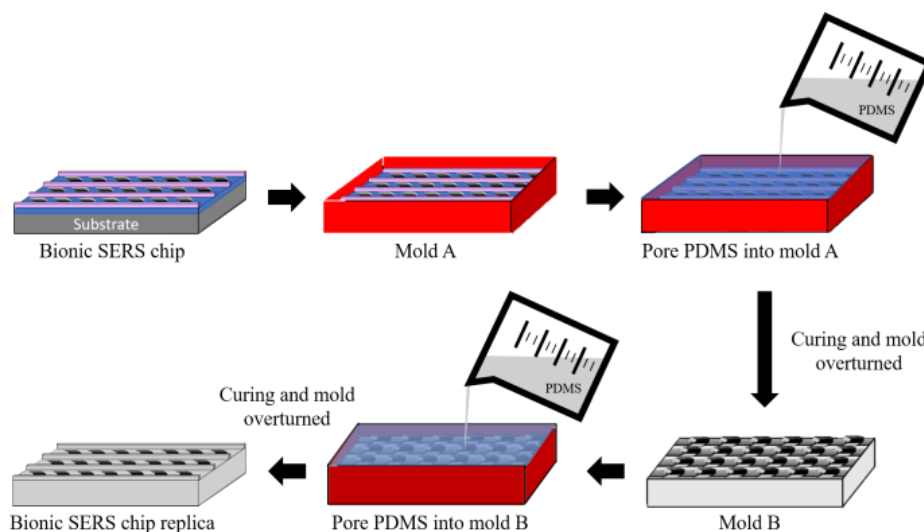 PDMS
Substrate
Bionic SERS chip
Mold A
Pore PDMS into mold A
Curing and mold
overturned
PDMS
Curing and mold
overturned
Bionic SERS chip replica
Pore PDMS into mold B
Mold B